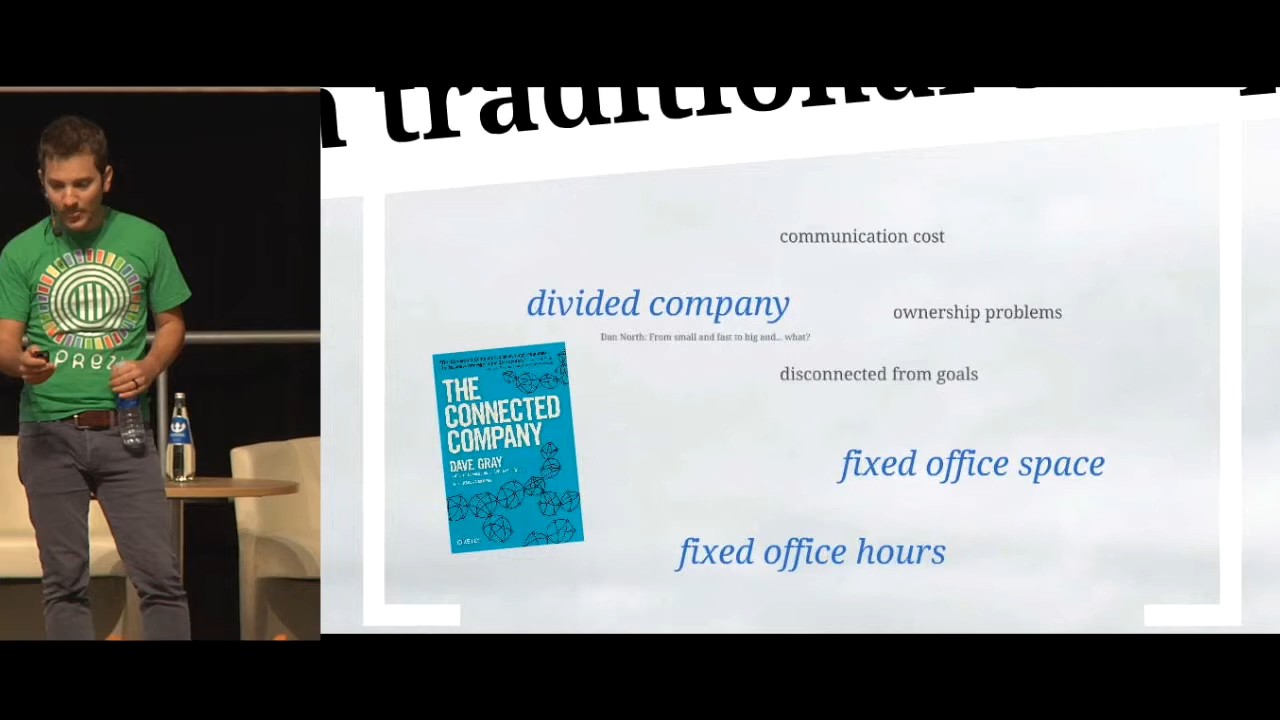 traditional
communication cost
divided company
ownership problems
Dan North: From small and fast to big and... what?
disconnected from goals
THE
CONNECTED
COMPANY
DAVE GRAY
fixed office space
fixed office hours
Prezi